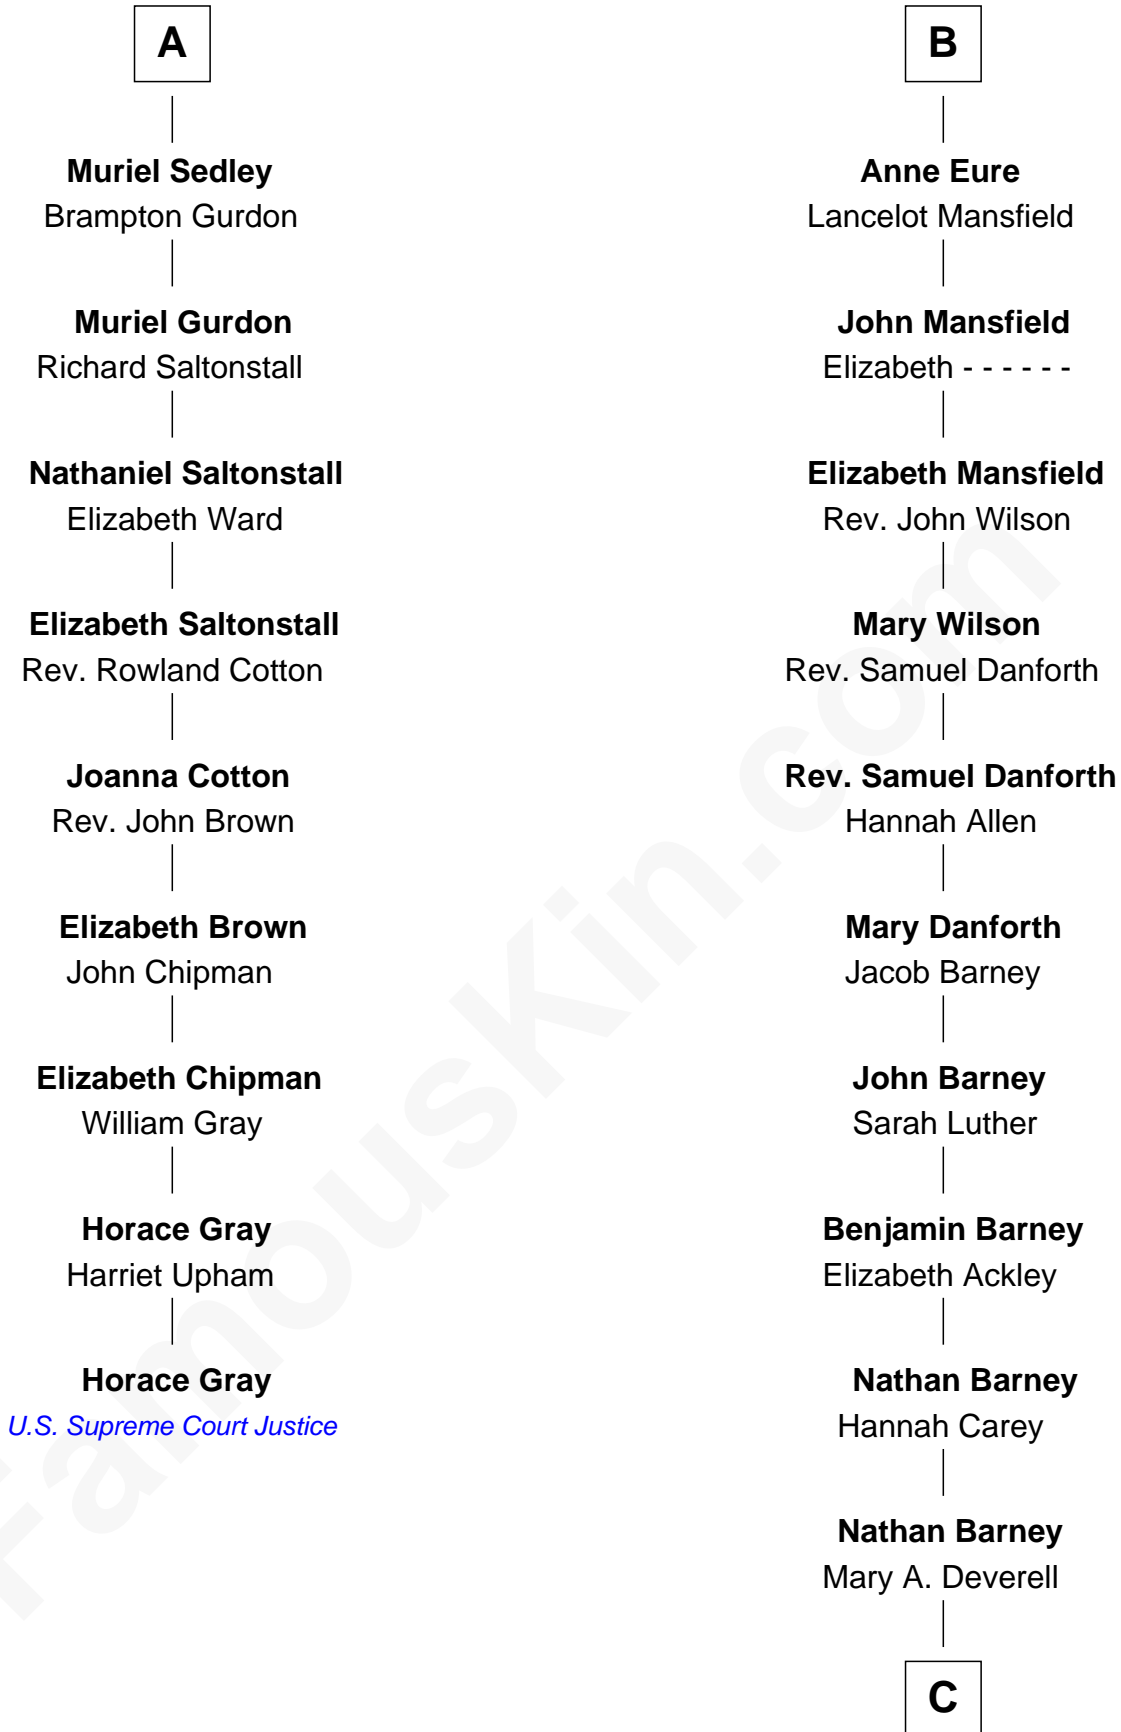 A
Muriel Sedley
Brampton Gurdon
Muriel Gurdon
Richard Saltonstall
Nathaniel Saltonstall
Elizabeth Ward
Elizabeth Saltonstall
Rev. Rowland Cotton
Joanna Cotton
Rev. John Brown
Elizabeth Brown
John Chipman
Elizabeth Chipman
William Gray
Horace Gray
Harriet Upham
Horace Gray
U.S. Supreme Court Justice
B
Anne Eure
Lancelot Mansfield
John Mansfield
Elizabeth - - - - - -
Elizabeth Mansfield
Rev. John Wilson
Mary Wilson
Rev. Samuel Danforth
Rev. Samuel Danforth
Hannah Allen
Mary Danforth
Jacob Barney
John Barney
Sarah Luther
Benjamin Barney
Elizabeth Ackley
Nathan Barney
Hannah Carey
Nathan Barney
Mary A. Deverell
C
FamousKin.com